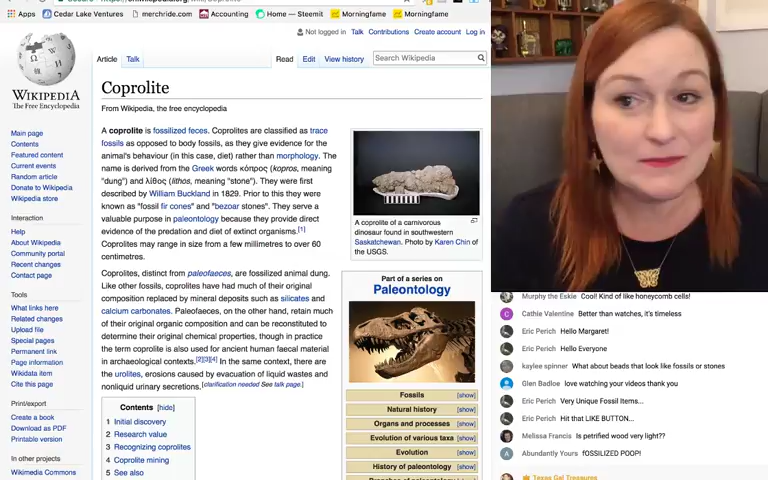 Apps Cedar Lake Ventures merchride.com Accounting Home — Steemit Morningfame Morningfame
Not logged in Talk Contributions Create account Log in
Article Talk Read Edit View history Search Wikipedia
WIKIPEDIA
The Free Encyclopedia
Main page
Contents
Featured content
Current events
Random article
Donate to Wikipedia
Wikipedia store
Interaction
Help
About Wikipedia
Community portal
Recent changes
Contact page
Tools
What links here
Related changes
Upload file
Special pages
Permanent link
Page information
Wikidata item
Cite this page
Print/export
Create a book
Download as PDF
Printable version
In other projects
Wikimedia Commons
Coprolite
From Wikipedia, the free encyclopedia
A coprolite is fossilized feces. Coprolites are classified as trace
fossils as opposed to body fossils, as they give evidence for the
animal's behaviour (in this case, diet) rather than morphology. The
name is derived from the Greek words κόπρος (kopros, meaning
"dung") and λίθος (lithos, meaning "stone"). They were first
described by William Buckland in 1829. Prior to this they were
known as "fossil fir cones" and "bezoar stones". They serve a
valuable purpose in paleontology because they provide direct
evidence of the predation and diet of extinct organisms.[1]
Coprolites may range in size from a few millimetres to over 60
centimetres.
Coprolites, distinct from paleofaeces, are fossilized animal dung.
Like other fossils, coprolites have had much of their original
composition replaced by mineral deposits such as silicates and
calcium carbonates. Paleofaeces, on the other hand, retain much
of their original organic composition and can be reconstituted to
determine their original chemical properties, though in practice
the term coprolite is also used for ancient human faecal material
in archaeological contexts.[2][3][4] In the same context, there are
the urolites, erosions caused by evacuation of liquid wastes and
nonliquid urinary secretions.[clarification needed See talk page.]
Contents [hide]
1 Initial discovery
2 Research value
3 Recognizing coprolites
4 Coprolite mining
5 See also
A coprolite of a carnivorous
dinosaur found in southwestern
Saskatchewan. Photo by Karen Chin of
the USGS.
Part of a series on
Paleontology
Fossils [show]
Natural history [show]
Organs and processes [show]
Evolution of various taxa [show]
Evolution [show]
History of paleontology [show]
Murphy the Eskie Cool! Kind of like honeycomb cells!
C Cathie Valentine Better than watches, it's timeless
Eric Perich Hello Margaret!
Eric Perich Hello Everyone
k kaylee spinner What about beads that look like fossils or stones
Glen Badloe love watching your videos thank you
Eric Perich Very Unique Fossil Items...
Eric Perich Hit that LIKE BUTTON...
Melissa Francis Is petrified wood very light??
A Abundantly Yours fOSSILIZED POOP!
Texas Gal Treasures